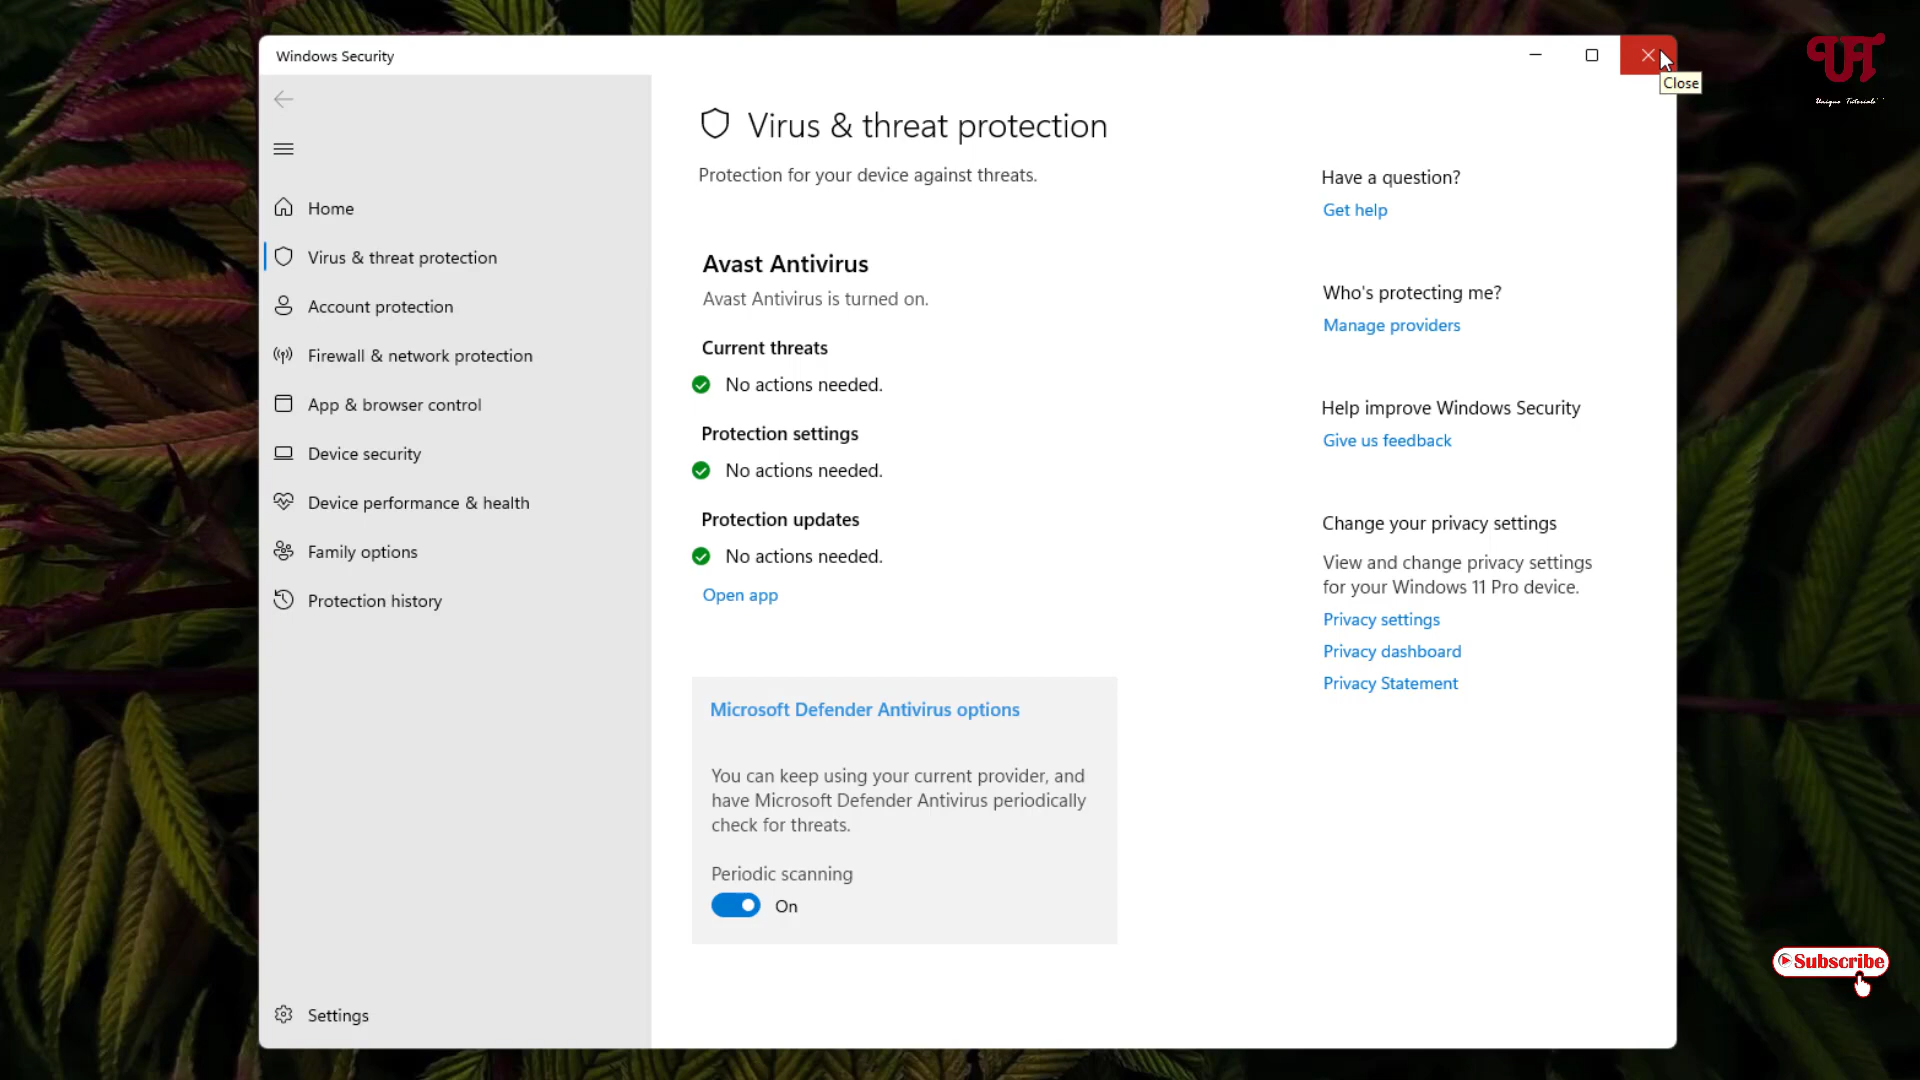 Windows Security
Close
UT
Unique Tutorials
Home
Virus & threat protection
Account protection
Firewall & network protection
App & browser control
Device security
Device performance & health
Family options
Protection history
Settings
Virus & threat protection
Protection for your device against threats.
Avast Antivirus
Avast Antivirus is turned on.
Current threats
No actions needed.
Protection settings
No actions needed.
Protection updates
No actions needed.
Open app
Microsoft Defender Antivirus options
You can keep using your current provider, and
have Microsoft Defender Antivirus periodically
check for threats.
Periodic scanning
On
Have a question?
Get help
Who's protecting me?
Manage providers
Help improve Windows Security
Give us feedback
Change your privacy settings
View and change privacy settings
for your Windows 11 Pro device.
Privacy settings
Privacy dashboard
Privacy Statement
Subscribe